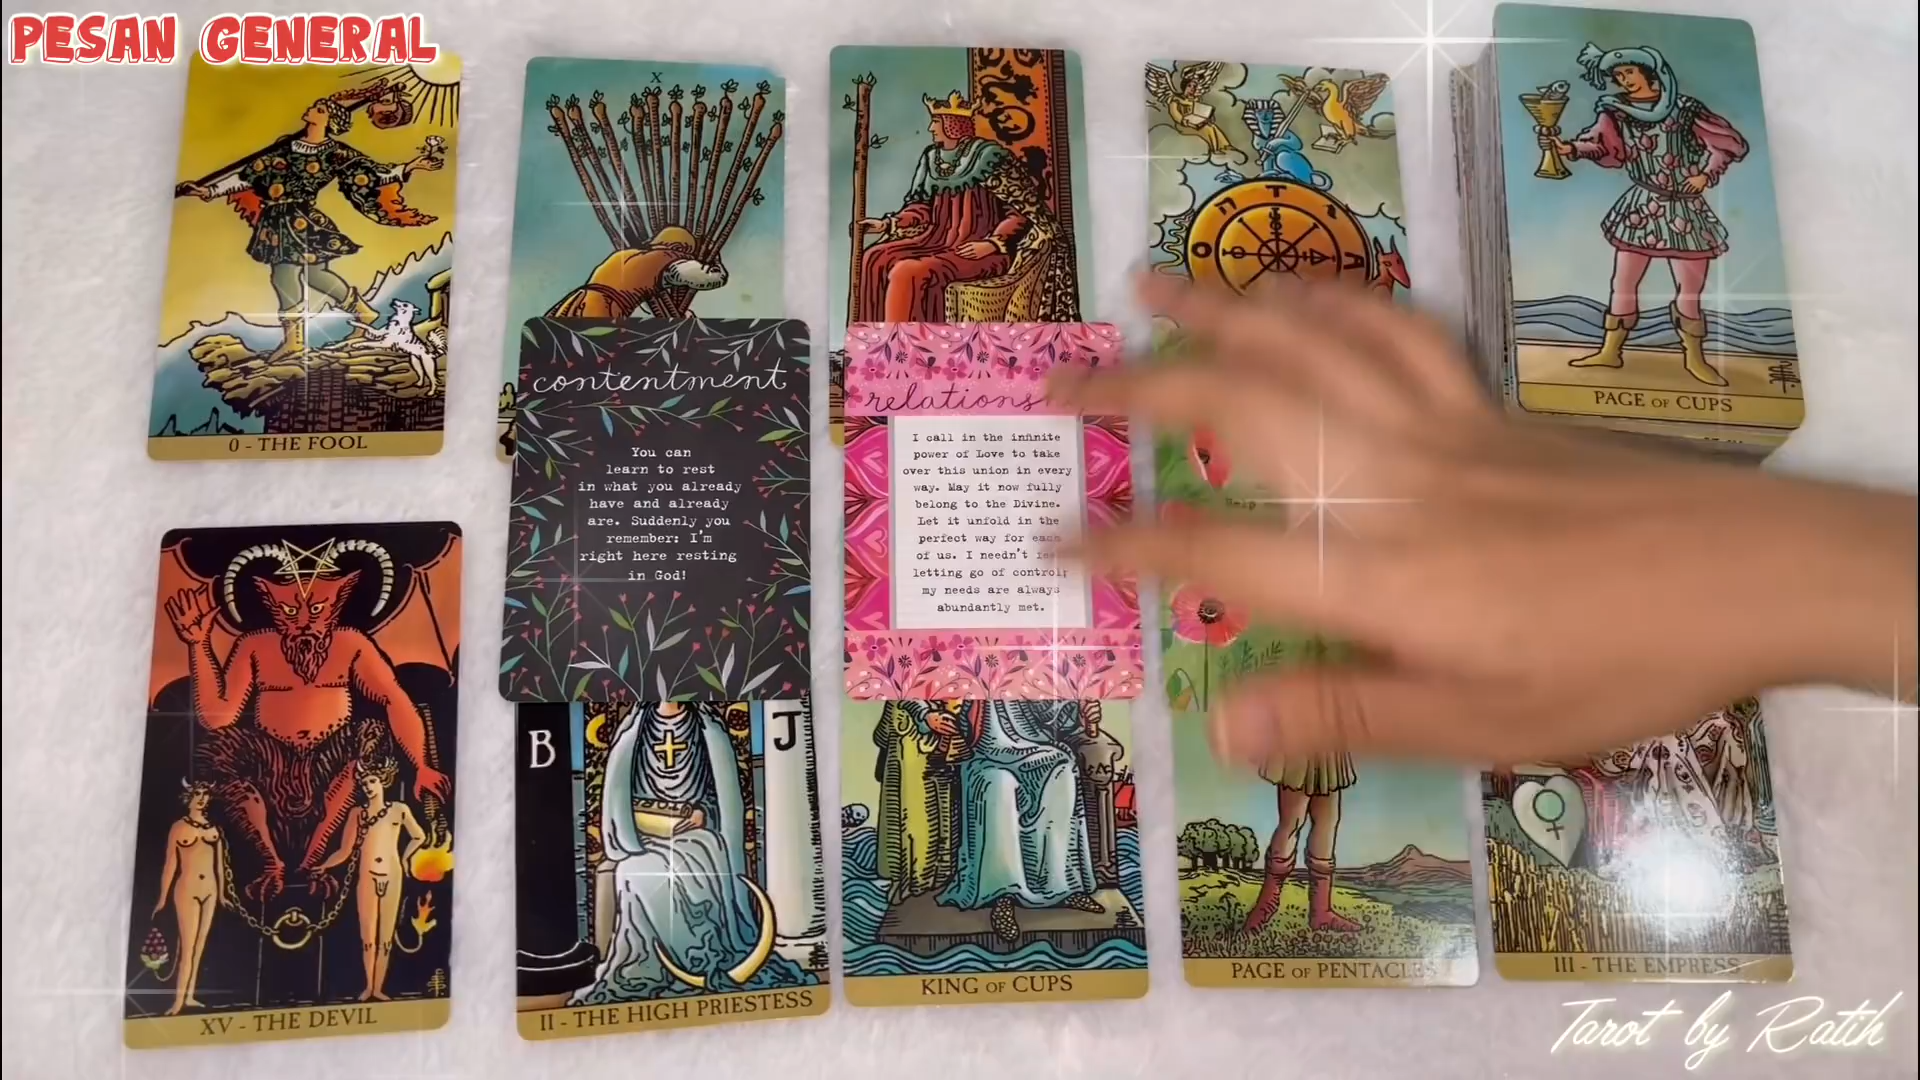 PESAN GENERAL
X
0 - THE FOOL
PAGE OF CUPS
contentment
You can
learn to rest
in what you already
have and already
are. Suddenly you
remember: I'm
right here resting
in God!
I call in the infinite
power of Love to take
over this union in every
way. May it now fully
belong to the Divine.
Let it unfold in the
perfect way for each
of us. I needn't
letting go of control,
my needs are always
abundantly met.
Help
B
J
TORA
XV - THE DEVIL
II - THE HIGH PRIESTESS
KING OF CUPS
PAGE OF PENTACLES
III - THE EMPRESS
Tarot by Ratih